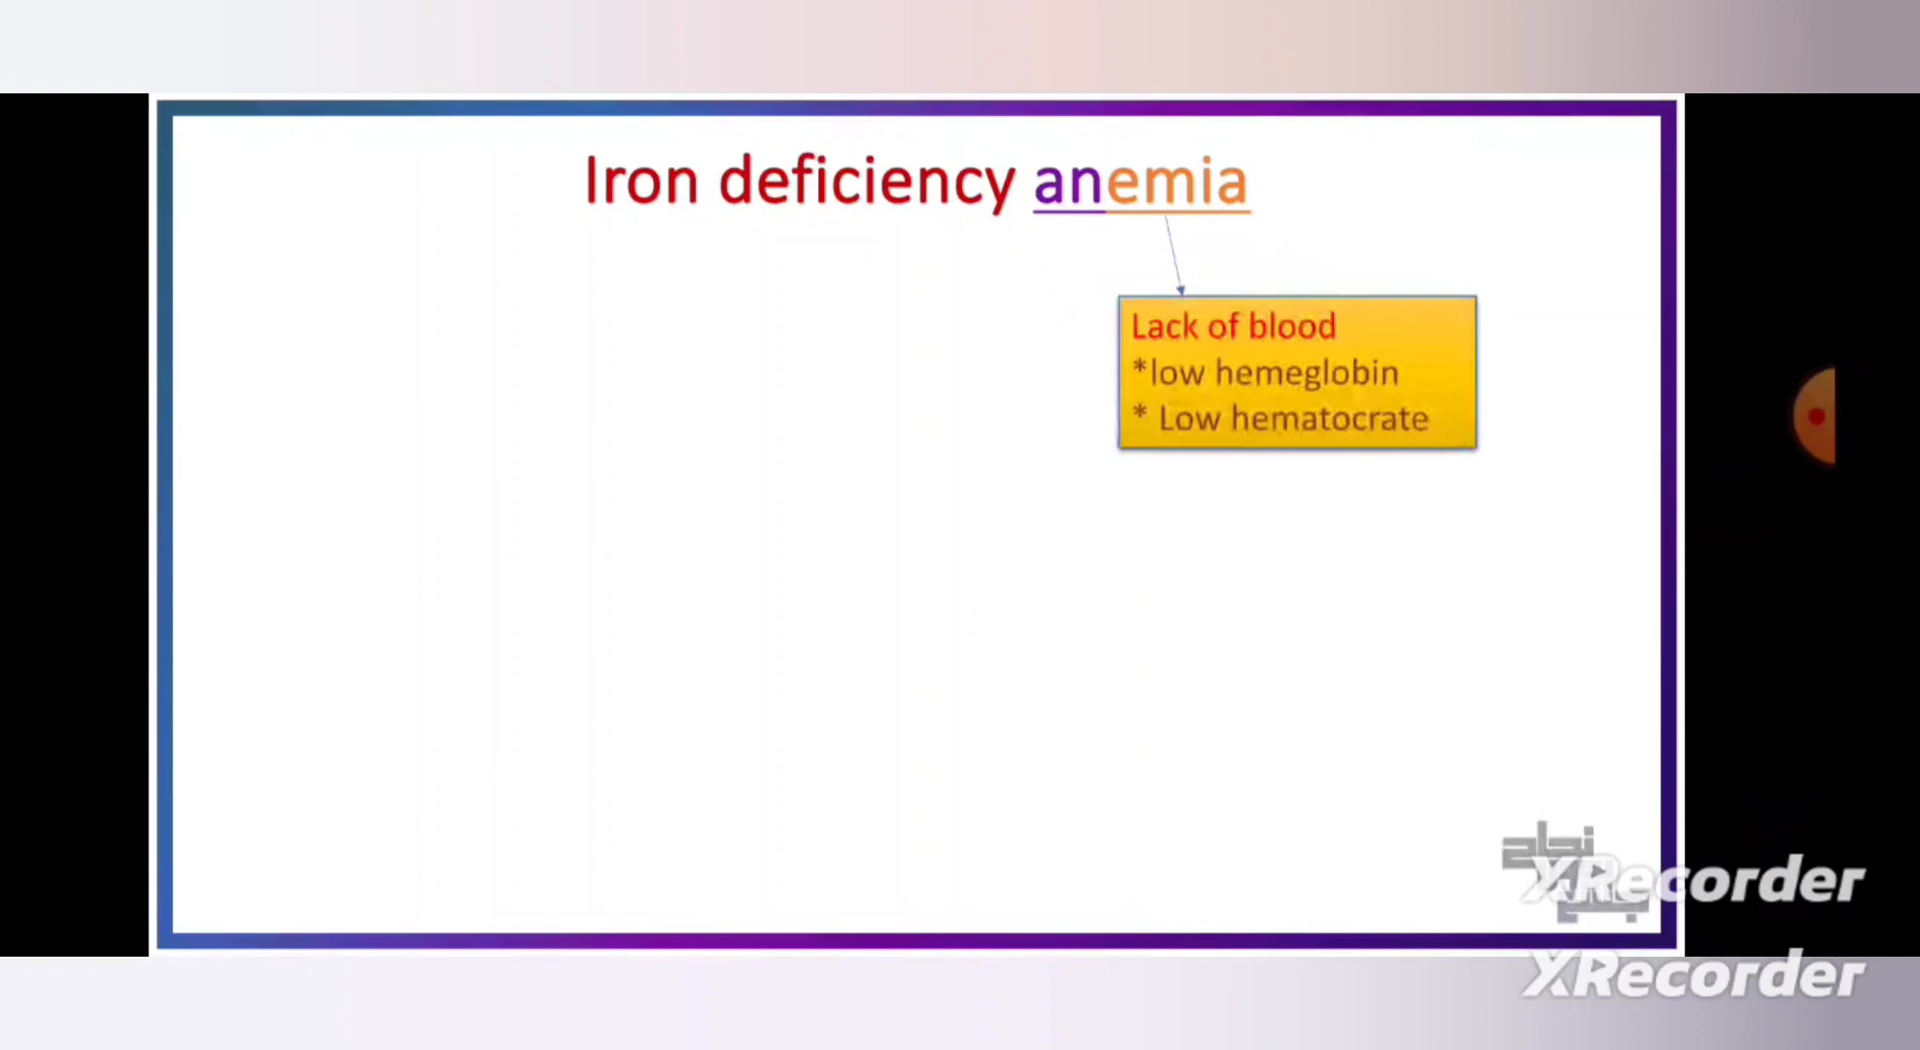 Iron deficiency anemia
Lack of blood
*low hemeglobin
* Low hematocrate
XRecorder
XRecorder